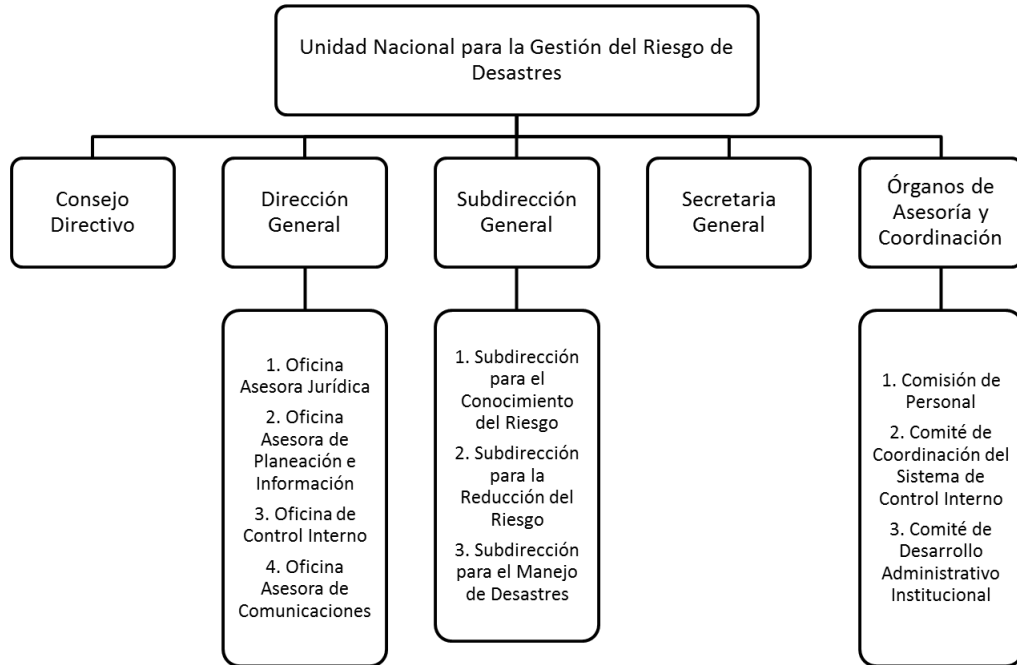 Unidad Nacional para la Gestión del Riesgo de
Desastres
Consejo
Directivo
Dirección
General
Subdirección
General
Secretaria
General
Órganos de
Asesoría y
Coordinación
1. Oficina
Asesora Jurídica
2. Oficina
Asesora de
Planeación e
Información
3. Oficina de
Control Interno
4. Oficina
Asesora de
Comunicaciones
1. Subdirección
para el
Conocimiento
del Riesgo
2. Subdirección
para la
Reducción del
Riesgo
3. Subdirección
para el Manejo
de Desastres
1. Comisión de
Personal
2. Comité de
Coordinación del
Sistema de
Control Interno
3. Comité de
Desarrollo
Administrativo
Institucional